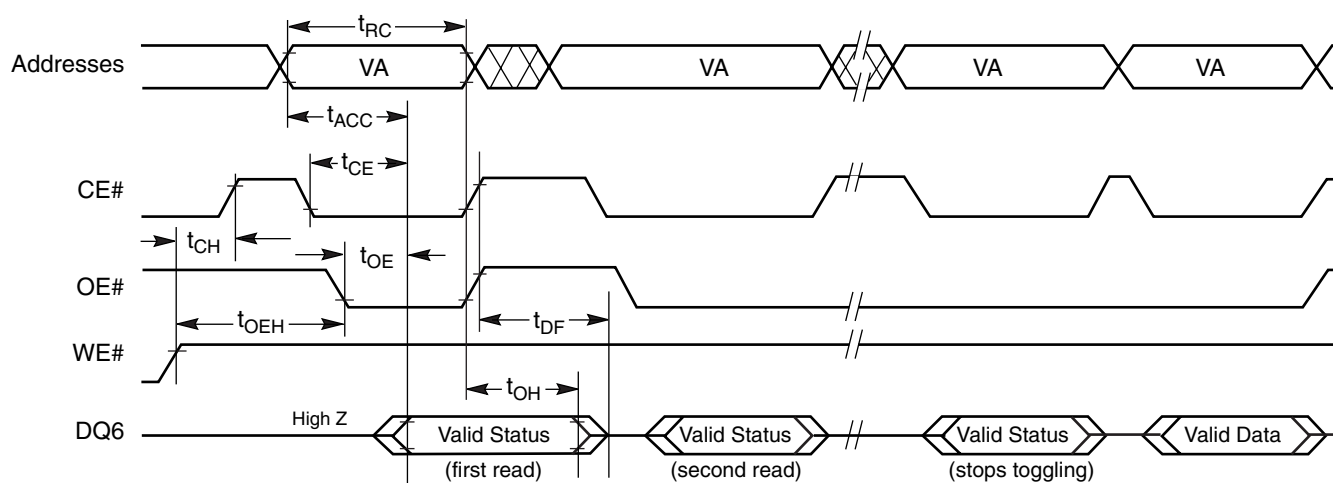 tRC
Addresses VA VA VA VA
tACC
tCE
CE#
tCH tOE
OE#
tOEH tDF
WE#
tOH
High Z
DQ6 Valid Status Valid Status Valid Status Valid Data
(first read) (second read) (stops toggling)